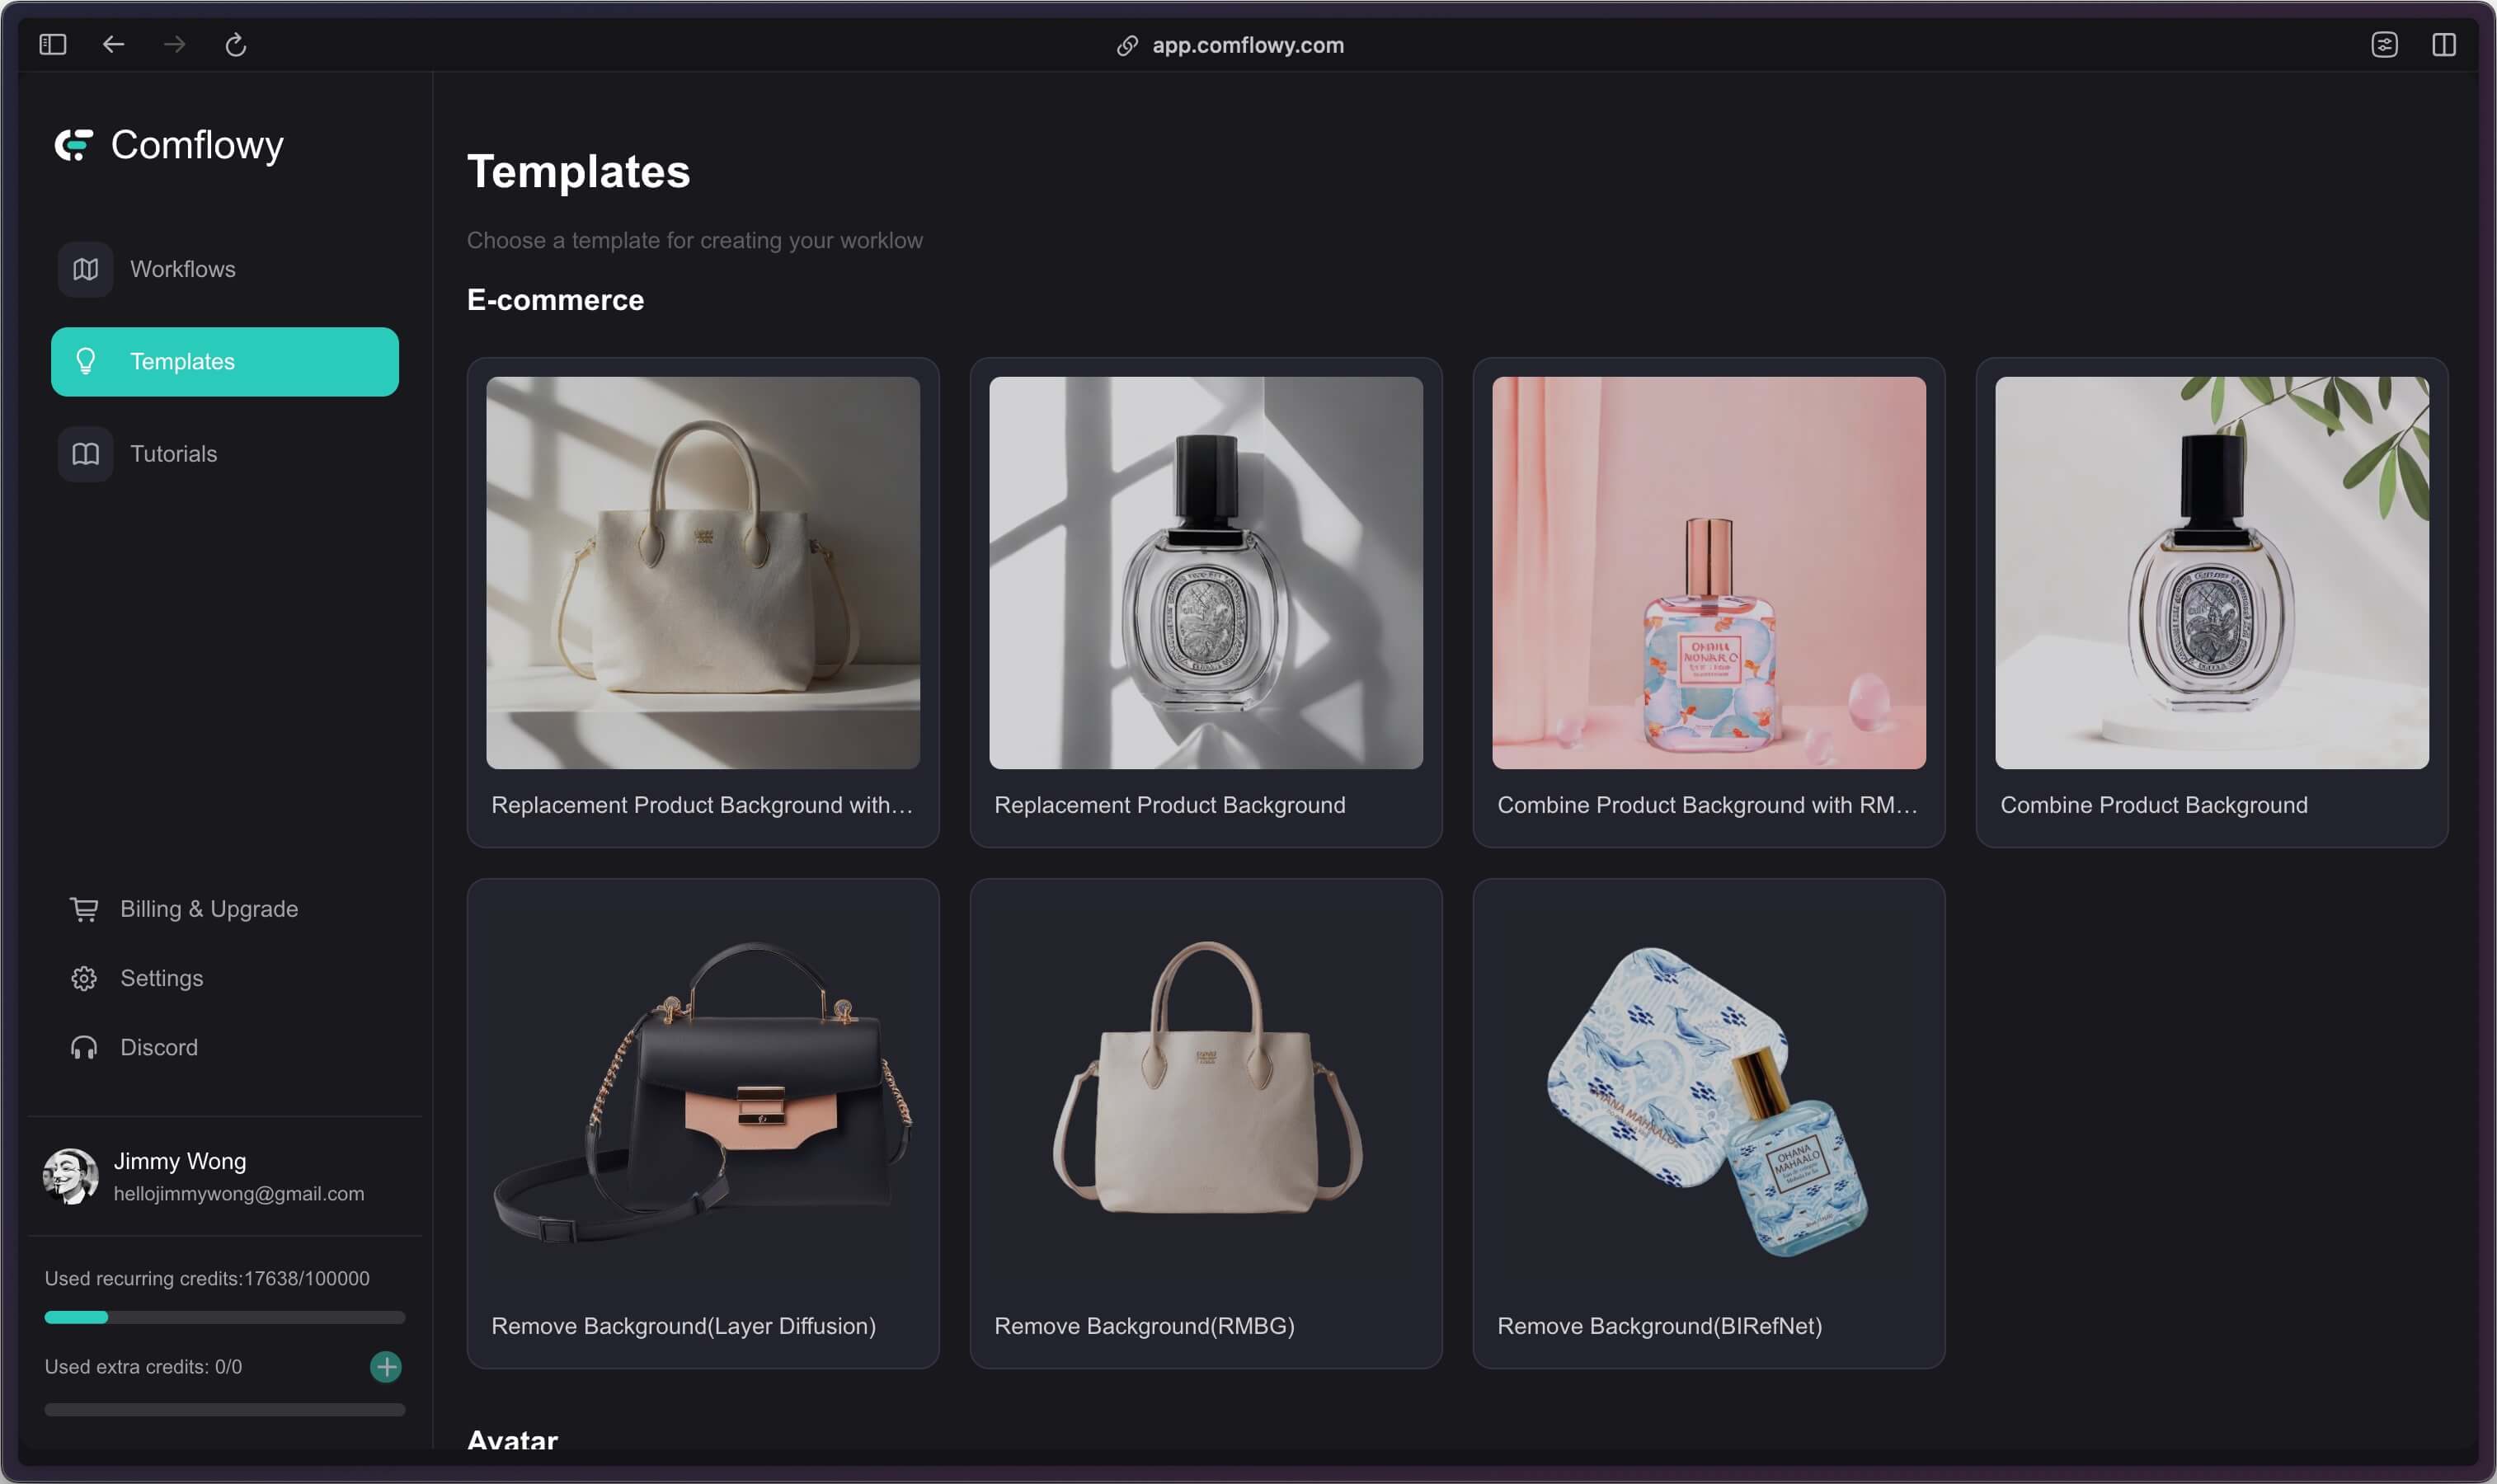 app.comflowy.com
Comflowy
Workflows
Templates
Tutorials
Billing & Upgrade
Settings
Discord
Jimmy Wong
hellojimmywong@gmail.com
Used recurring credits:17638/100000
Used extra credits: 0/0
Templates
Choose a template for creating your worklow
E-commerce
Replacement Product Background with...
Replacement Product Background
Combine Product Background with RM...
Combine Product Background
OHANA
MAHAALO
Remove Background(Layer Diffusion)
Remove Background(RMBG)
Remove Background(BIRefNet)
Avatar